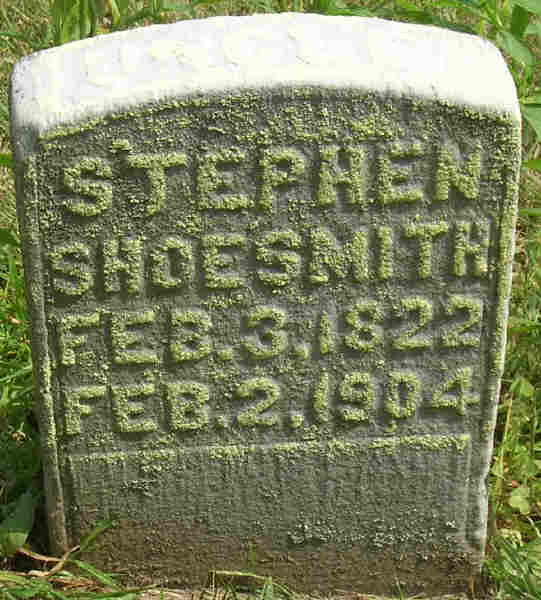 STEPHEN
SHOESMITH
FEB. 3, 1822
FEB. 2, 1904